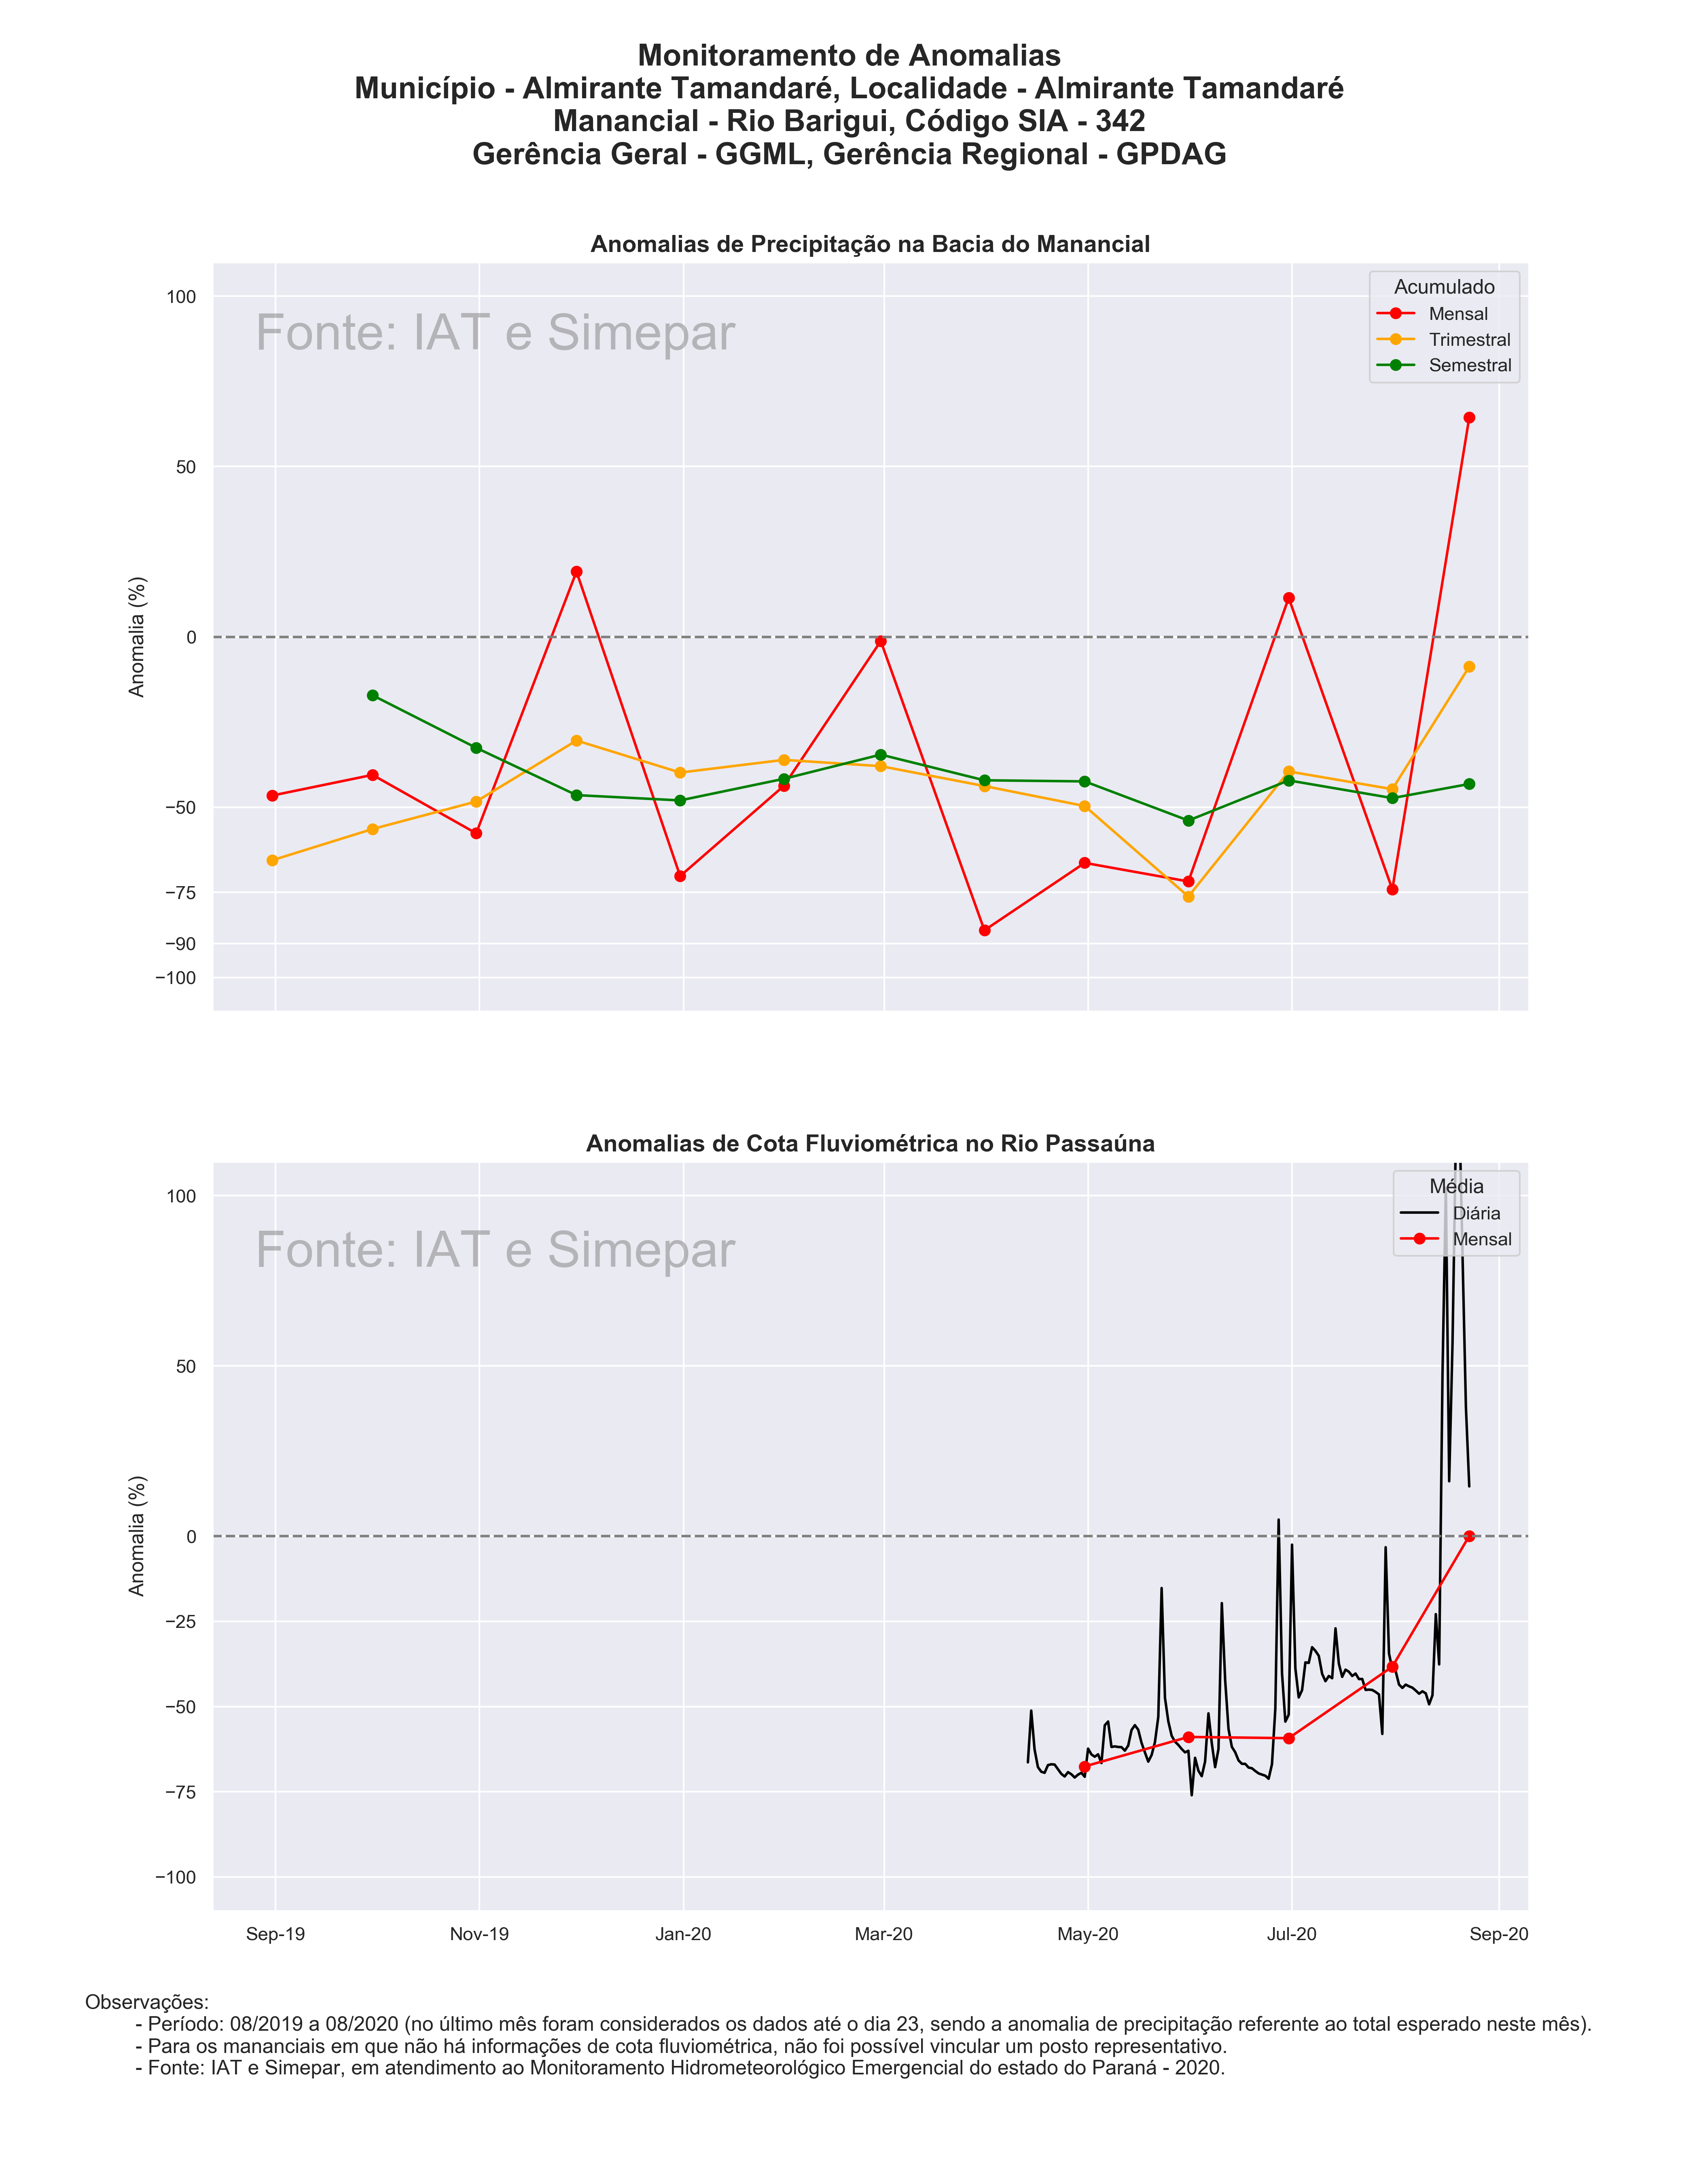 Monitoramento de Anomalias
Município - Almirante Tamandaré, Localidade - Almirante Tamandaré
Manancial - Rio Barigui, Código SIA - 342
Gerência Geral - GGML, Gerência Regional - GPDAG
Anomalias de Precipitação na Bacia do Manancial
Fonte: IAT e Simepar
Acumulado
Mensal
Trimestral
Semestral
Anomalia (%)
100
50
0
−50
−75
−90
−100
Anomalias de Cota Fluviométrica no Rio Passaúna
Fonte: IAT e Simepar
Média
Diária
Mensal
Anomalia (%)
100
50
0
−25
−50
−75
−100
Sep-19 Nov-19 Jan-20 Mar-20 May-20 Jul-20 Sep-20
Observações:
- Período: 08/2019 a 08/2020 (no último mês foram considerados os dados até o dia 23, sendo a anomalia de precipitação referente ao total esperado neste mês).
- Para os mananciais em que não há informações de cota fluviométrica, não foi possível vincular um posto representativo.
- Fonte: IAT e Simepar, em atendimento ao Monitoramento Hidrometeorológico Emergencial do estado do Paraná - 2020.